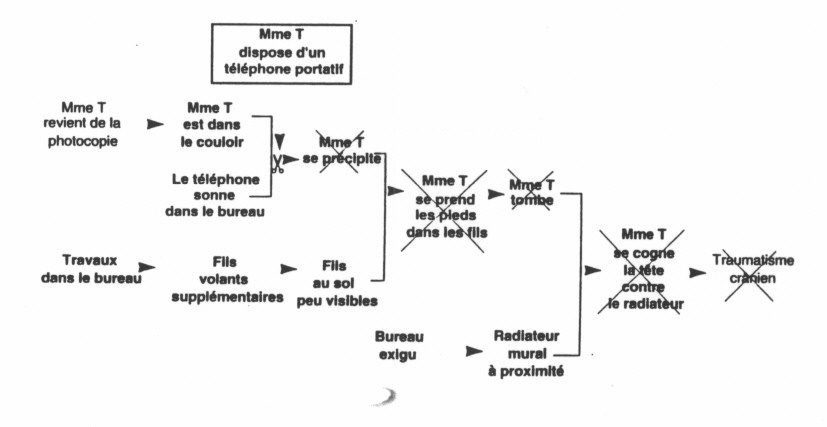 Mme T
dispose d'un
téléphone portatif
Mme T
revient de la
photocopie
Mme T
est dans
le couloir
Le téléphone
sonne
dans le bureau
Mme T
se précipite
Travaux
dans le bureau
Fils
volants
supplémentaires
Fils
au sol
peu visibles
Mme T
se prend
les pieds
dans les fils
Mme T
tombe
Bureau
exigu
Radiateur
mural
à proximité
Mme T
se cogne
la tête
contre
le radiateur
Traumatisme
crânien